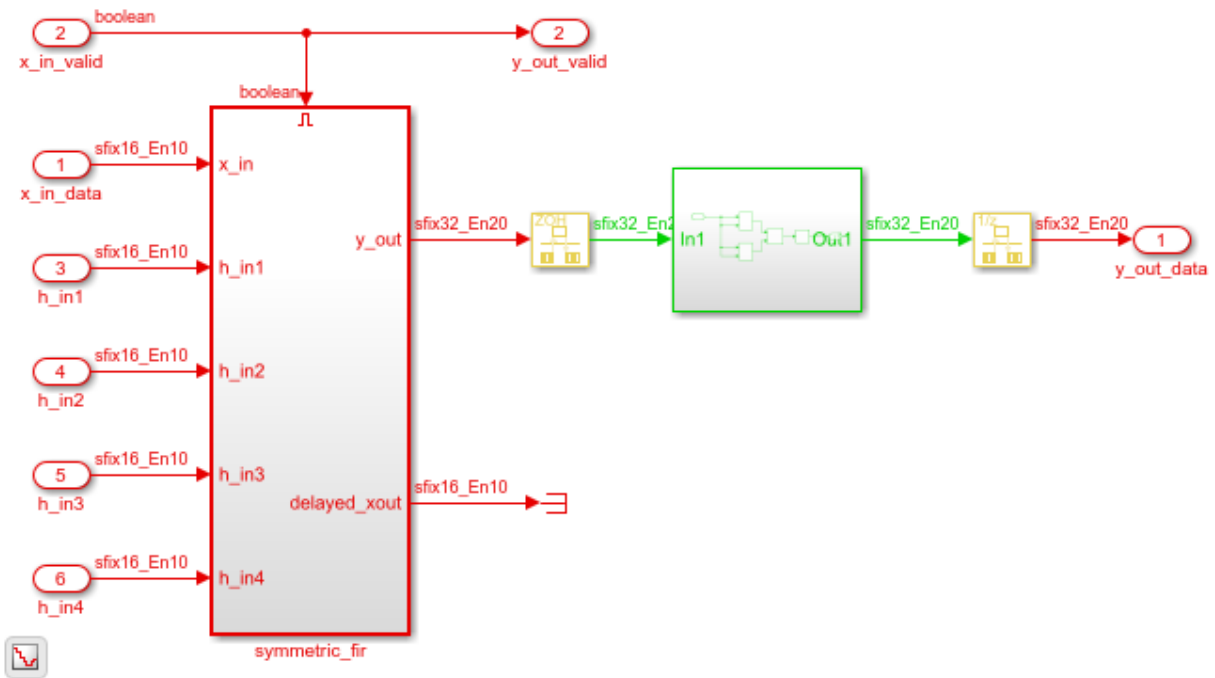 boolean
2
x_in_valid
2
y_out_valid
boolean
sfix16_En10
1
x_in_data
x_in
sfix16_En10
3
h_in1
h_in1
y_out
sfix32_En20
ZOH
sfix32_En2
In1
Out1
sfix32_En20
1/z
sfix32_En20
1
y_out_data
sfix16_En10
4
h_in2
h_in2
sfix16_En10
5
h_in3
h_in3
delayed_xout
sfix16_En10
sfix16_En10
6
h_in4
h_in4
symmetric_fir